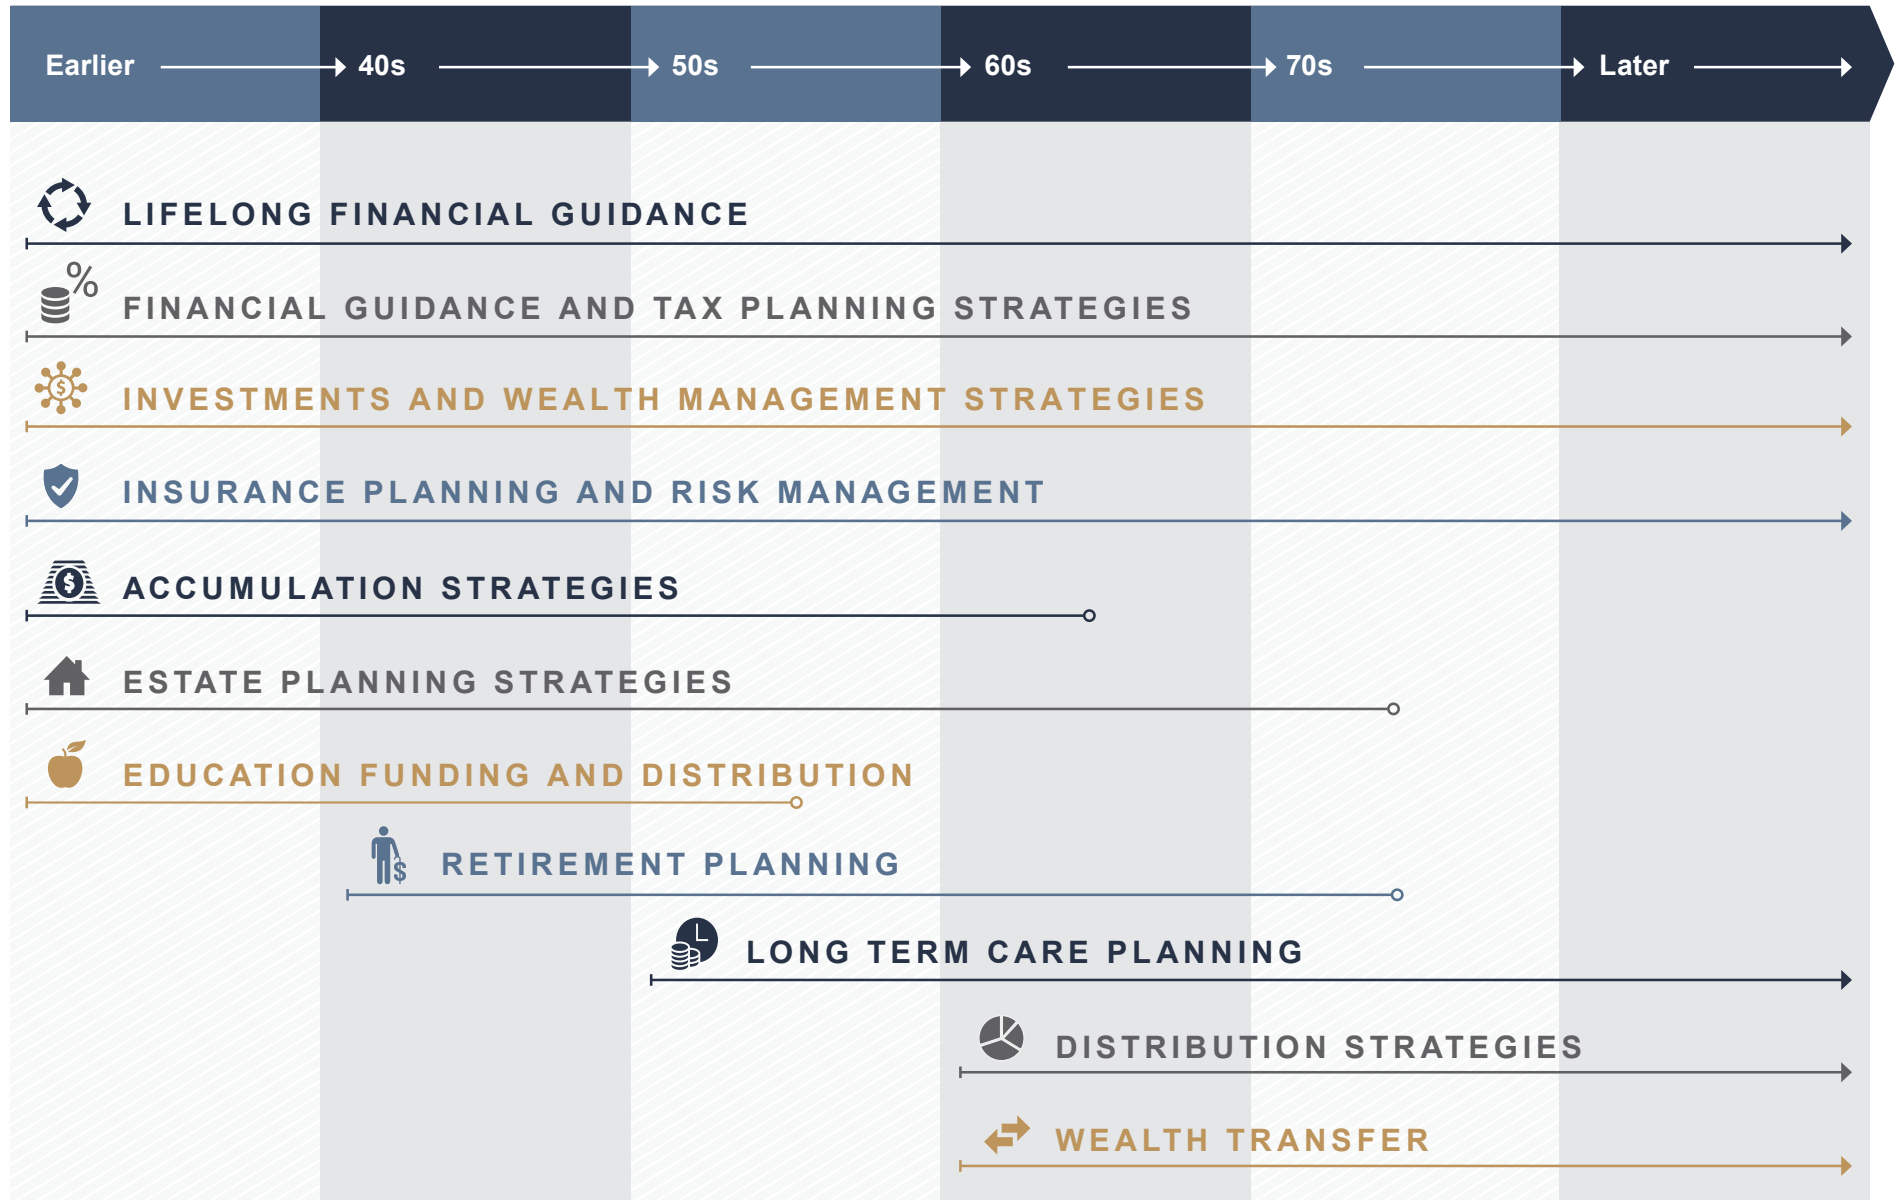 Earlier 40s 50s 60s 70s Later
LIFELONG FINANCIAL GUIDANCE
%
FINANCIAL GUIDANCE AND TAX PLANNING STRATEGIES
$
INVESTMENTS AND WEALTH MANAGEMENT STRATEGIES
INSURANCE PLANNING AND RISK MANAGEMENT
$
ACCUMULATION STRATEGIES
ESTATE PLANNING STRATEGIES
EDUCATION FUNDING AND DISTRIBUTION
$
RETIREMENT PLANNING
LONG TERM CARE PLANNING
DISTRIBUTION STRATEGIES
WEALTH TRANSFER